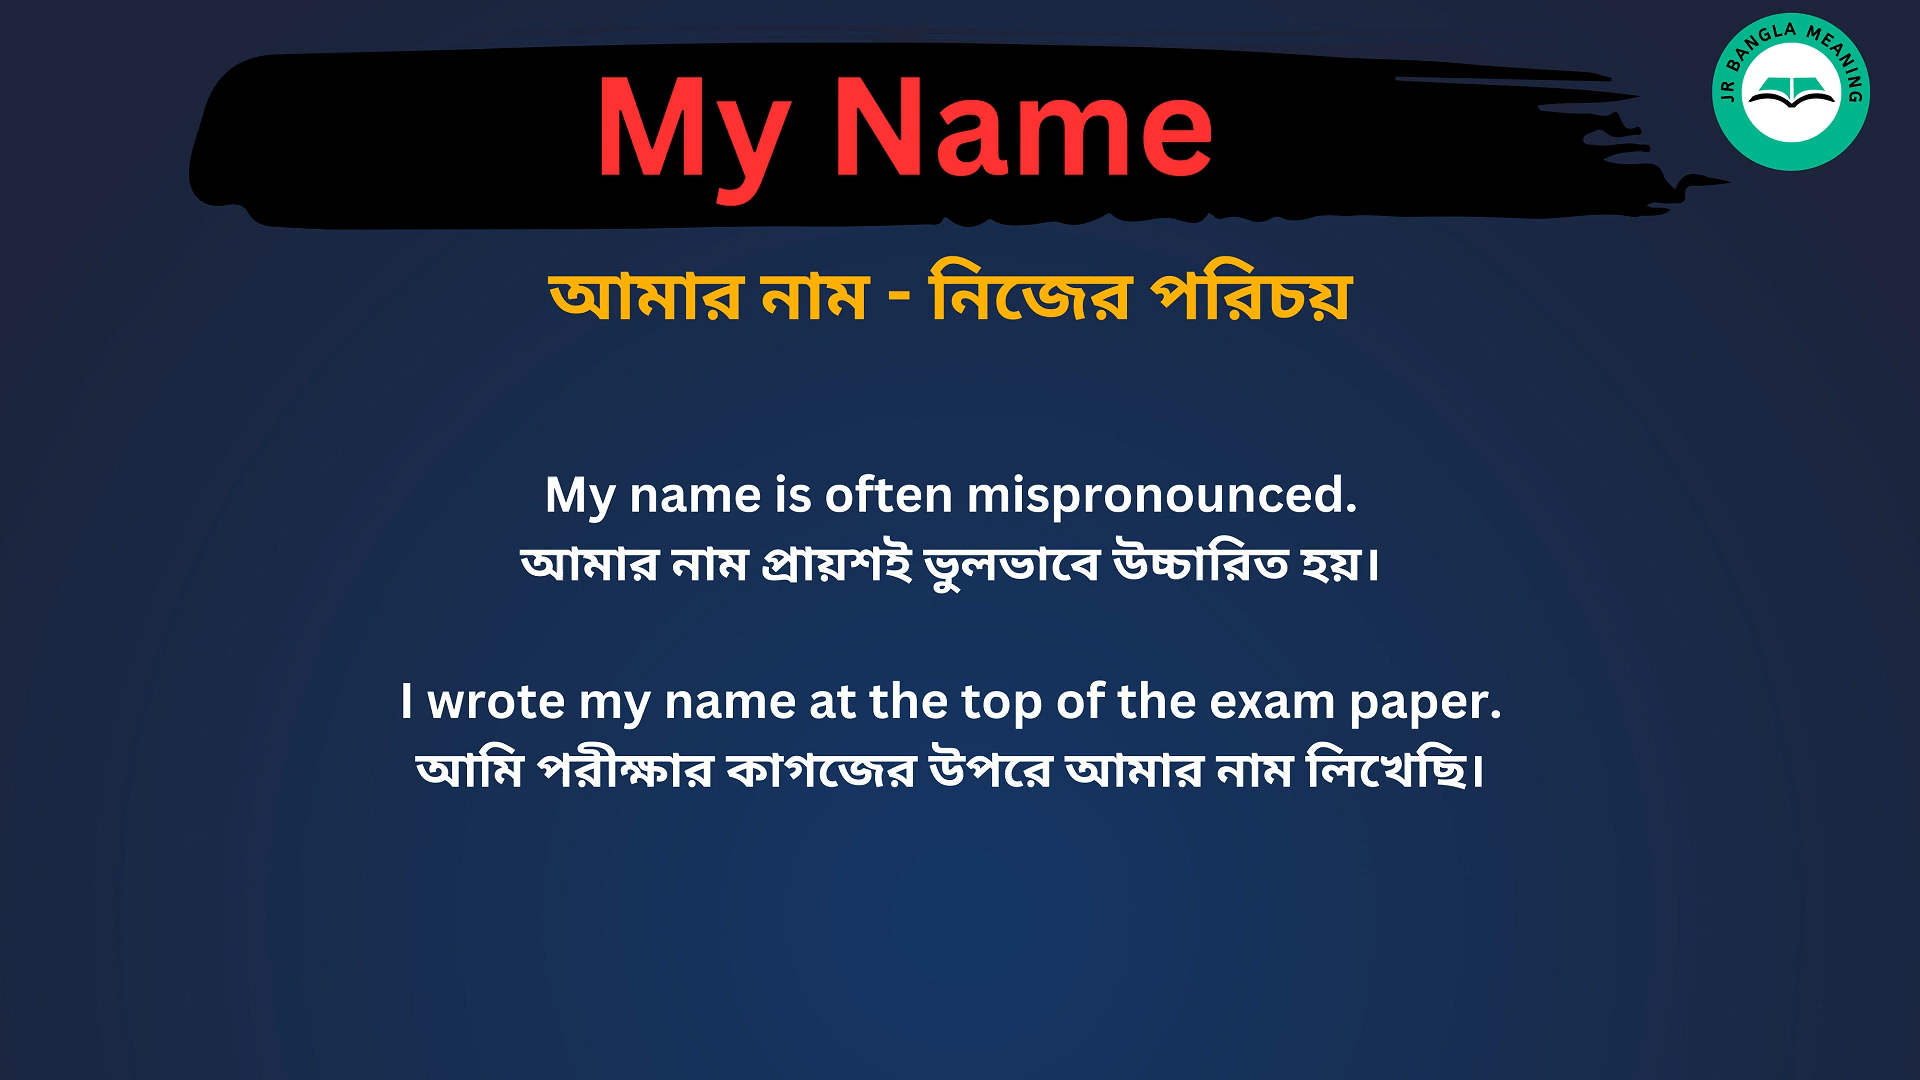 My Name
JR BANGLA MEANING
আমার নাম - নিজের পরিচয়
My name is often mispronounced.
আমার নাম প্রায়শই ভুলভাবে উচ্চারিত হয়।
I wrote my name at the top of the exam paper.
আমি পরীক্ষার কাগজের উপরে আমার নাম লিখেছি।